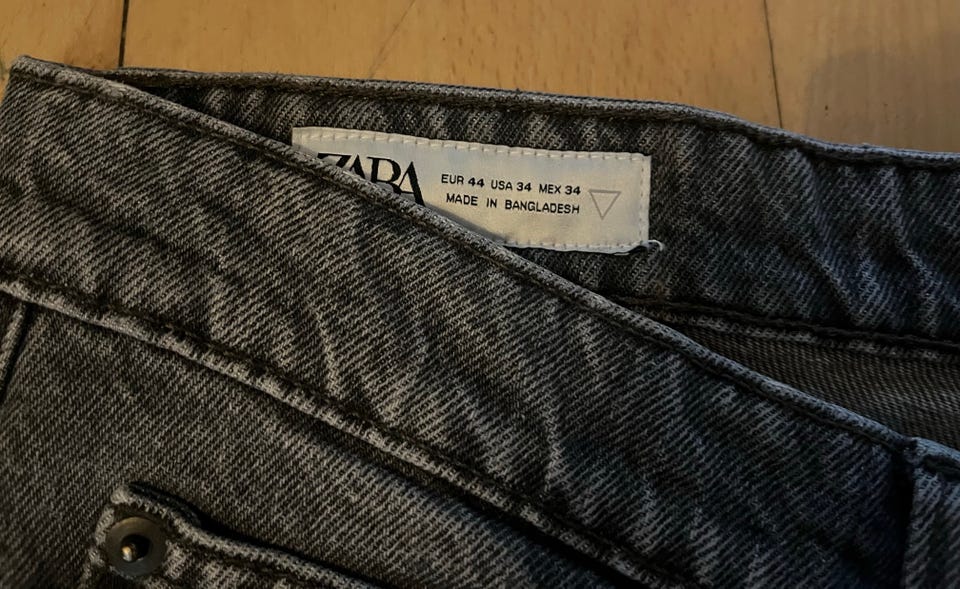 ZARA
EUR 44 USA 34 MEX 34
MADE IN BANGLADESH